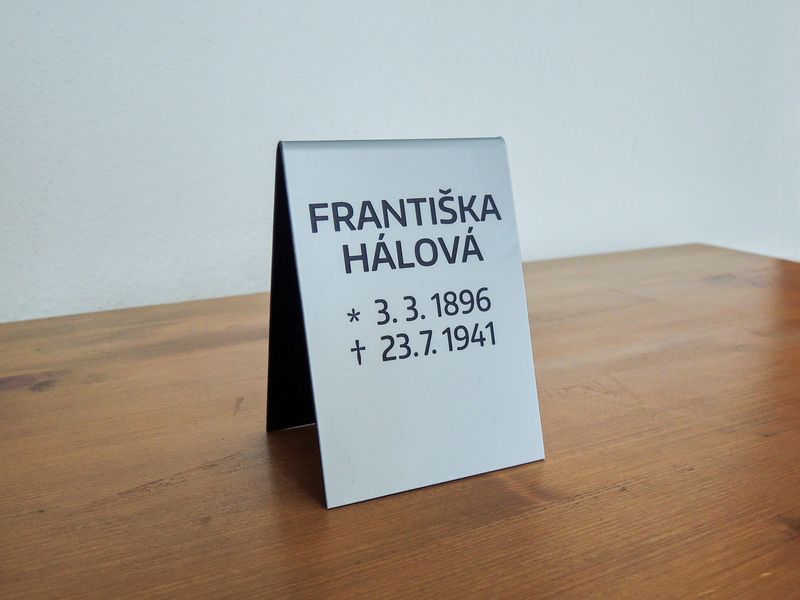 FRANTIŠKA
HÁLOVÁ
* 3. 3. 1896
† 23. 7. 1941